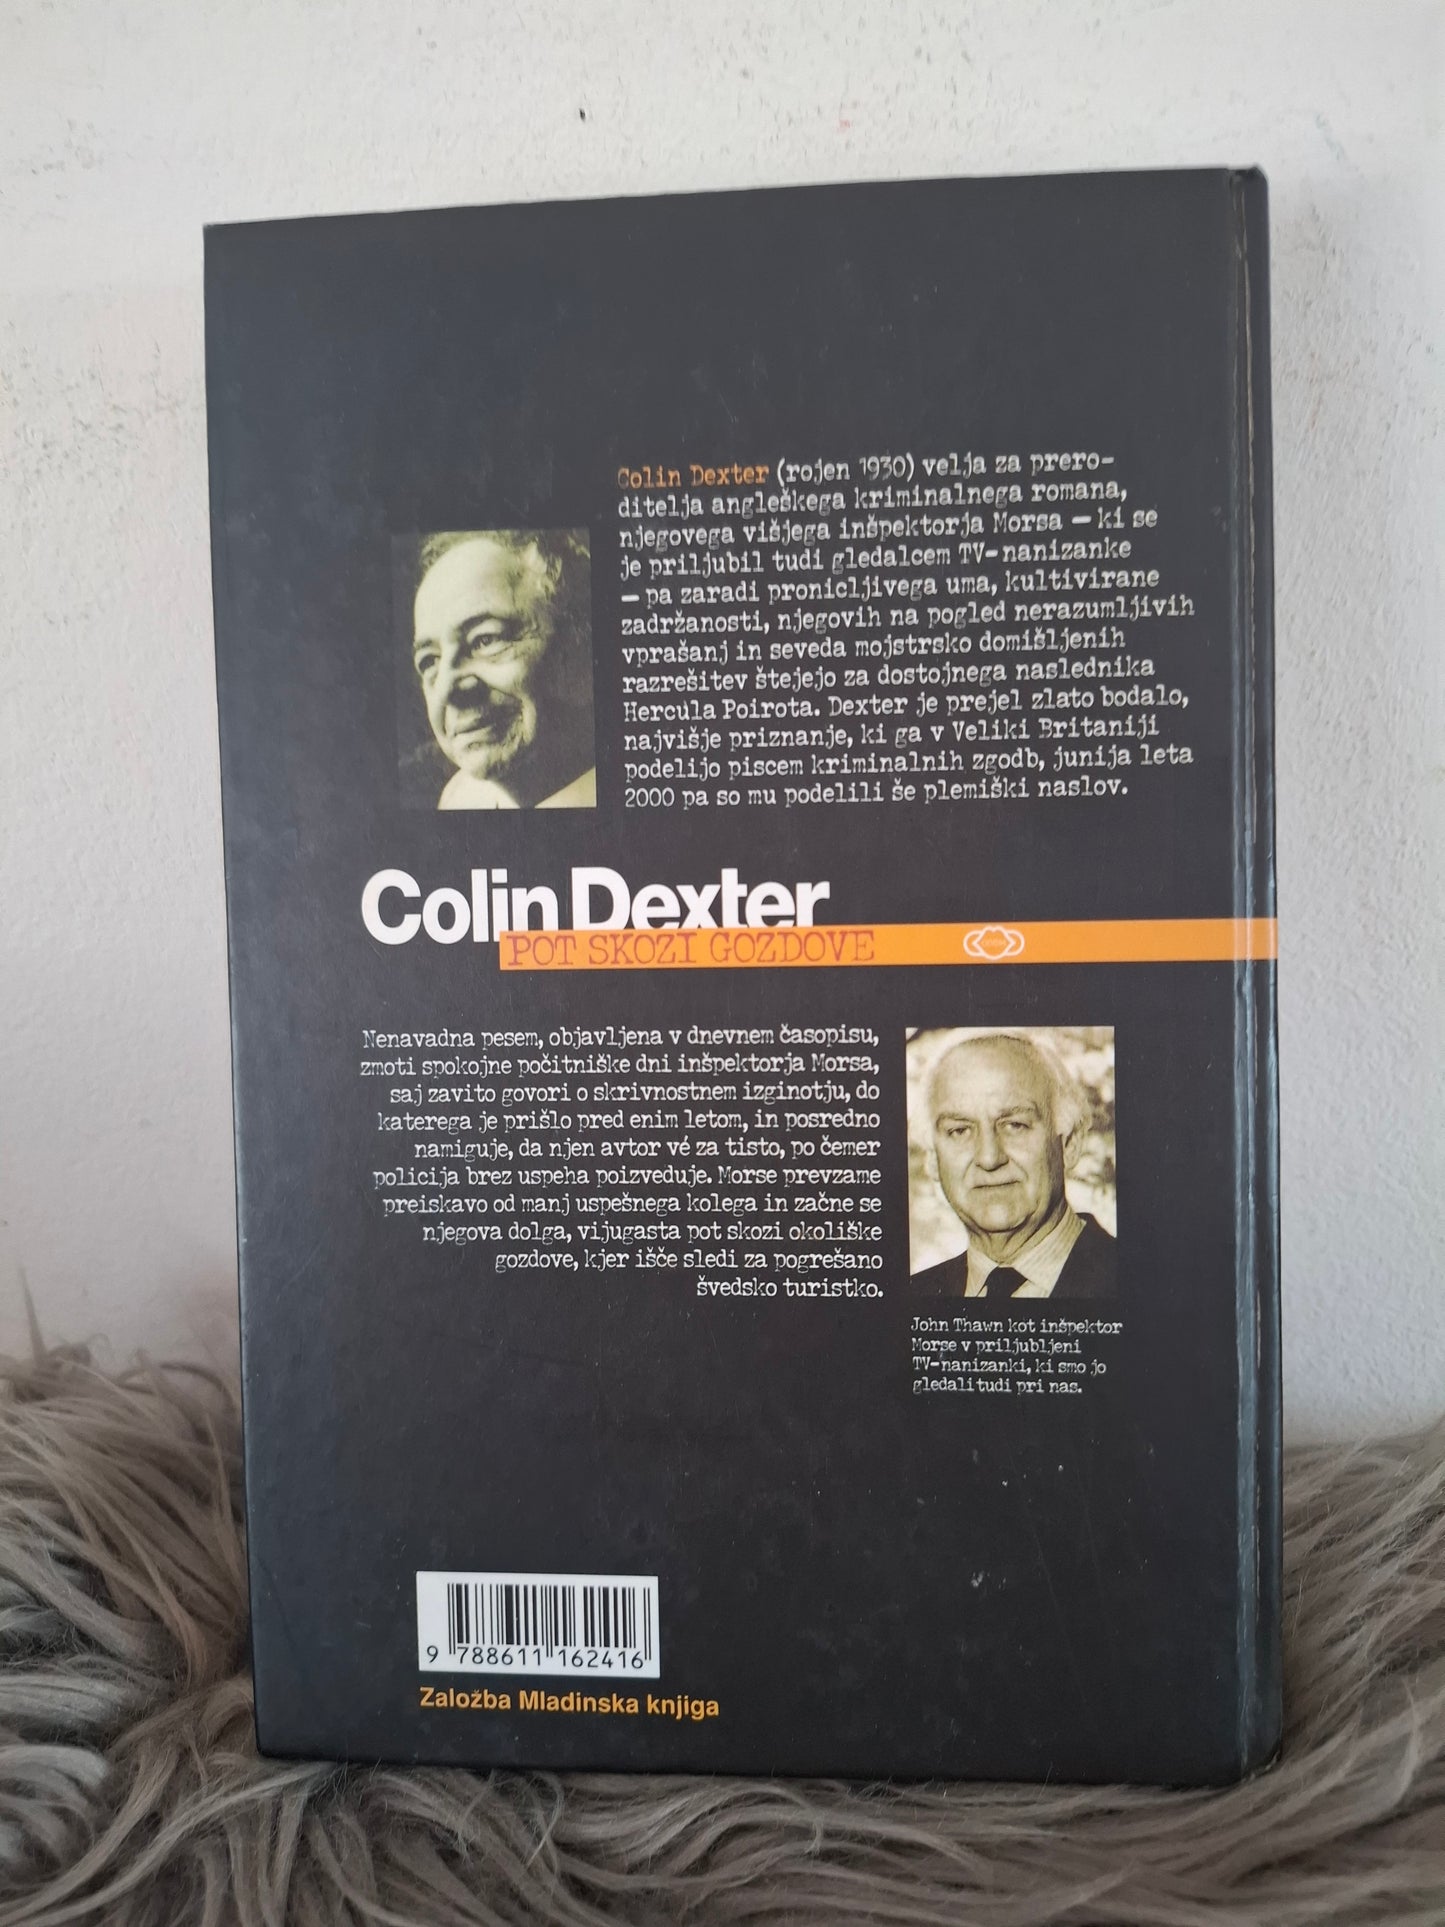 Colin Dexter (rojen 1930) velja za prero-
ditelja angleškega kriminalnega romana,
njegovega višjega inšpektorja Morsa – ki se
je priljubil tudi gledalcem TV-nanizanke
– pa zaradi pronicljivega uma, kultivirane
zadržanosti, njegovih na pogled nerazumljivih
vprašanj in seveda mojstrsko domišljenih
razrešitev štejejo za dostojnega naslednika
Hercula Poirota. Dexter je prejel zlato bodalo,
najvišje priznanje, ki ga v Veliki Britaniji
podelijo piscem kriminalnih zgodb, junija leta
2000 pa so mu podelili še plemiški naslov.
Colin Dexter
POT SKOZI GOZDOVE
Nenavadna pesem, objavljena v dnevnem časopisu,
zmoti spokojne počitniške dni inšpektorja Morsa,
saj zavito govori o skrivnostnem izginotju, do
katerega je prišlo pred enim letom, in posredno
namiguje, da njen avtor vé za tisto, po čemer
policija brez uspeha poizveduje. Morse prevzame
preiskavo od manj uspešnega kolega in začne se
njegova dolga, vijugasta pot skozi okoliške
gozdove, kjer išče sledi za pogrešano
švedsko turistko.
John Thawn kot inšpektor
Morse v priljubljeni
TV-nanizanki, ki smo jo
gledali tudi pri nas.
9 788611 162416
Založba Mladinska knjiga